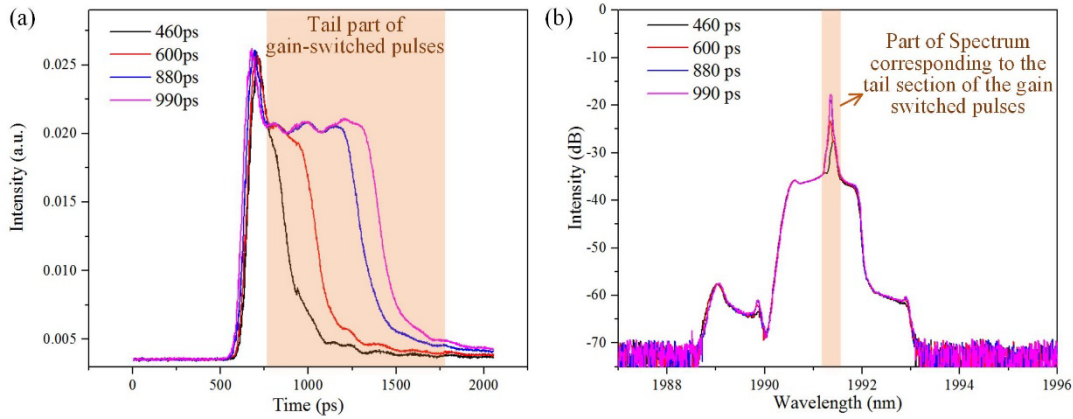 (a)
Tail part of
gain-switched pulses
460ps
600ps
880ps
990ps
0.025
0.020
0.015
0.010
0.005
Intensity (a.u.)
0
500
1000
1500
2000
Time (ps)
(b)
460 ps
600 ps
880 ps
990 ps
Part of Spectrum
corresponding to the
tail section of the gain
switched pulses
0
-10
-20
-30
-40
-50
-60
-70
Intensity (dB)
1988
1990
1992
1994
1996
Wavelength (nm)